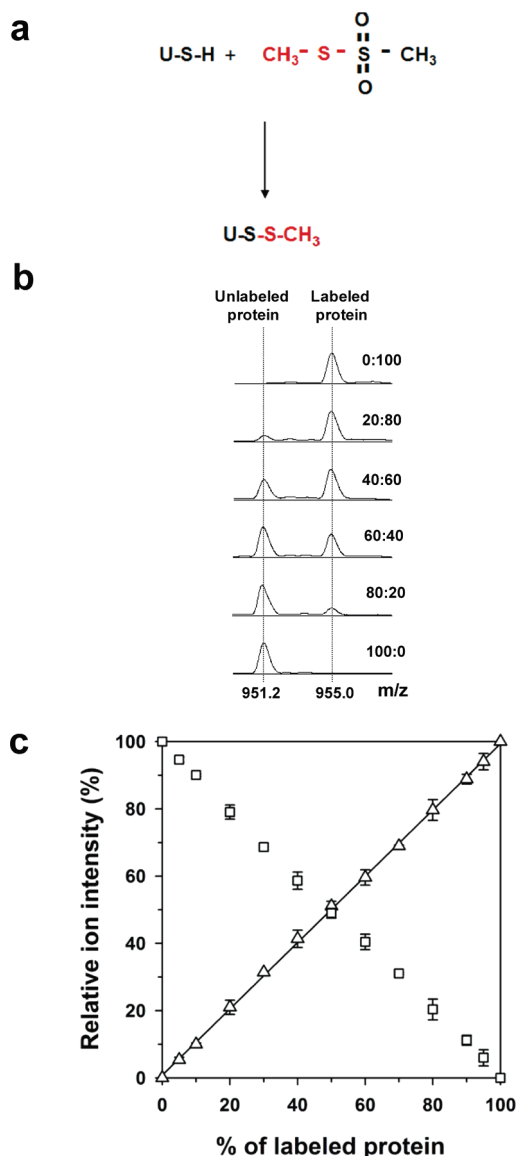 a
O
U-S-H + CH3- S - S - CH3
O
U-S-S-CH3
b
Unlabeled protein
Labeled protein
0:100
20:80
40:60
60:40
80:20
100:0
951.2 955.0 m/z
c
Relative ion intensity (%)
100
80
60
40
20
0
0 20 40 60 80 100
% of labeled protein